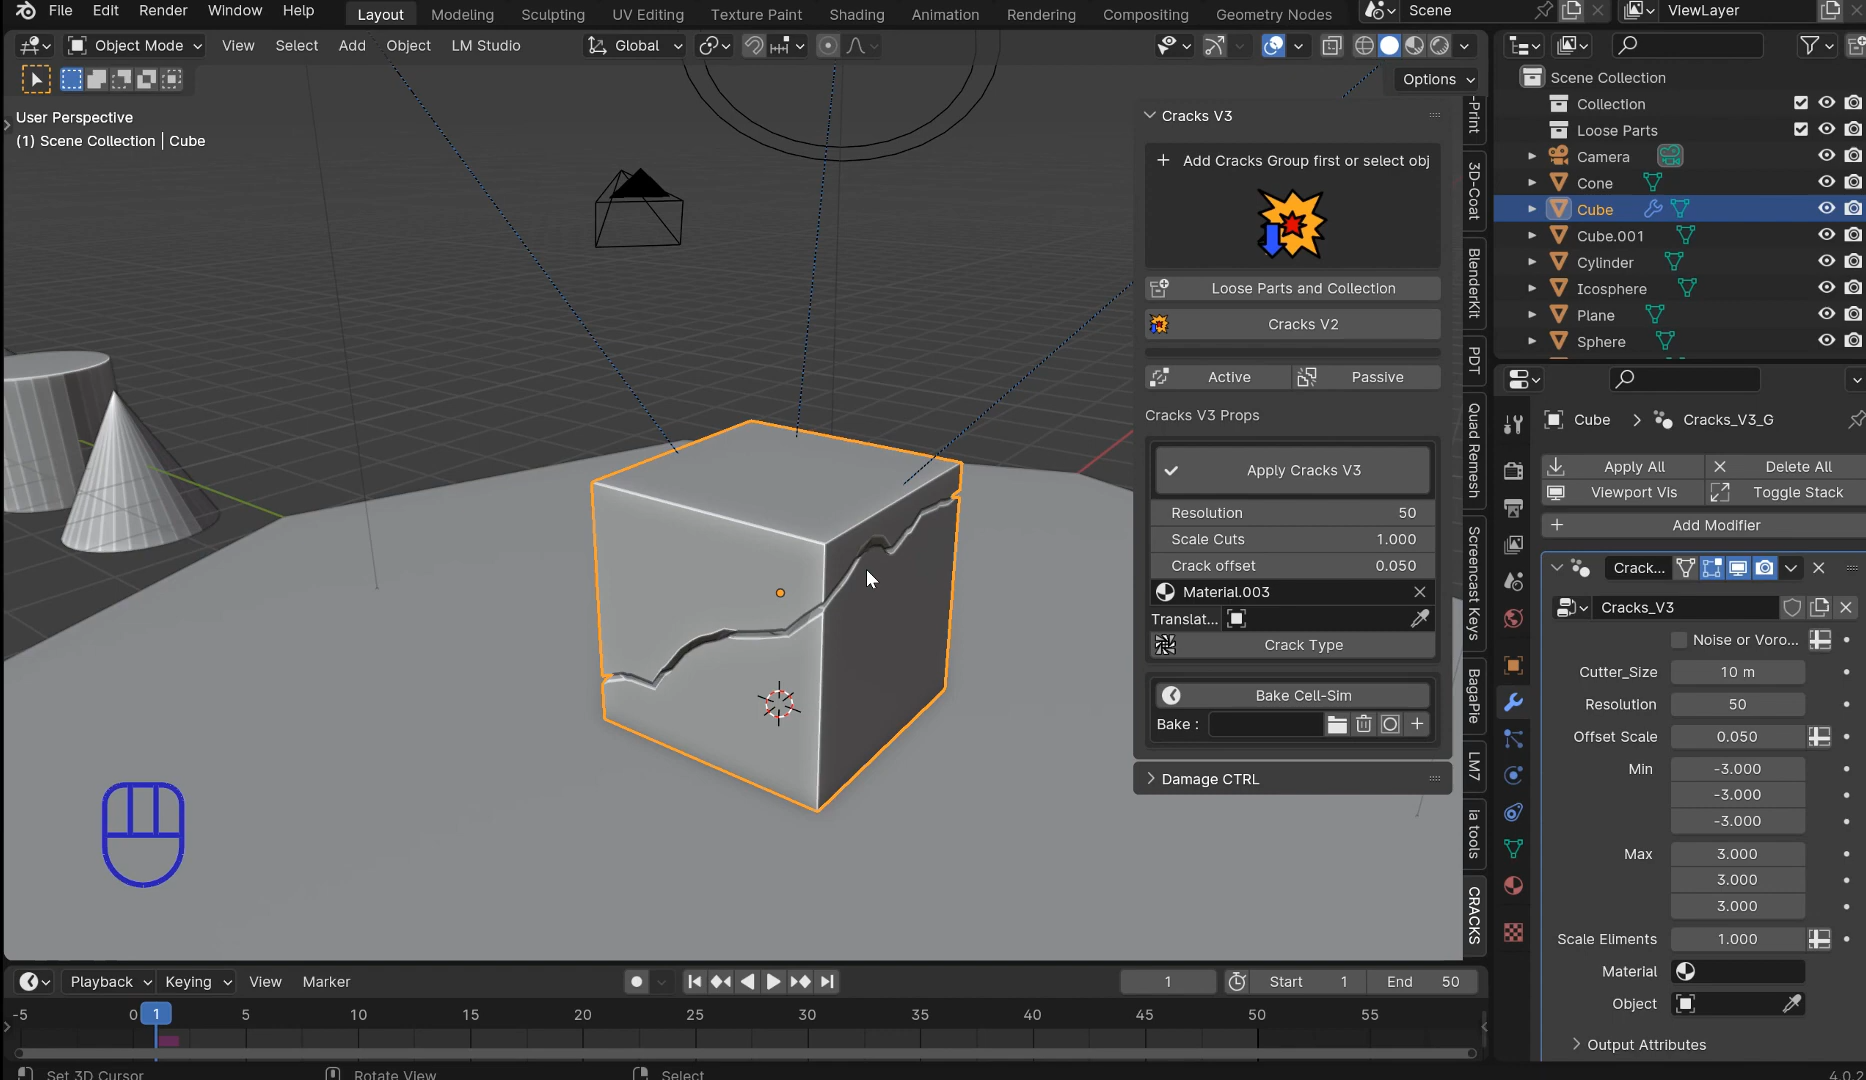 File Edit Render Window Help Layout Modeling Sculpting UV Editing Texture Paint Shading Animation Rendering Compositing Geometry Nodes Scene ViewLayer
Object Mode View Select Add Object LM Studio Global
Options
User Perspective
(1) Scene Collection | Cube
Cracks V3
Add Cracks Group first or select obj
Loose Parts and Collection
Cracks V2
Active Passive
Cracks V3 Props
Apply Cracks V3
Resolution 50
Scale Cuts 1.000
Crack offset 0.050
Material.003
Translat...
Crack Type
Bake Cell-Sim
Bake :
Damage CTRL
-Print
3D-Coat
BlenderKit
PDT
Quad Remesh
Screencast Keys
BagaPie
LM7
ia tools
CRACKS
Scene Collection
Collection
Loose Parts
Camera
Cone
Cube
Cube.001
Cylinder
Icosphere
Plane
Sphere
Cube > Cracks_V3_G
Apply All Delete All
Viewport Vis Toggle Stack
Add Modifier
Crack...
Cracks_V3
Noise or Voro...
Cutter_Size 10 m
Resolution 50
Offset Scale 0.050
Min -3.000
-3.000
-3.000
Max 3.000
3.000
3.000
Scale Eliments 1.000
Material
Object
Output Attributes
Playback Keying View Marker 1 Start 1 End 50
-5 0 1 5 10 15 20 25 30 35 40 45 50 55
Set 3D Cursor Rotate View Select 4.0.2